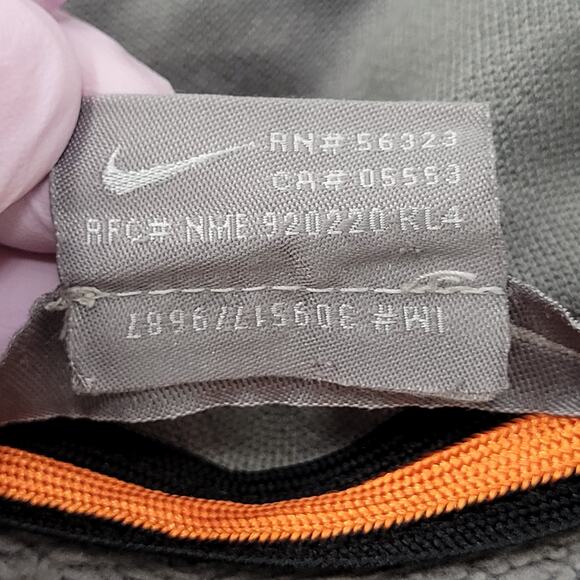 RN# 56323
CA# 05553
RFC# NME 920220 KL4
IM # 309517/79687